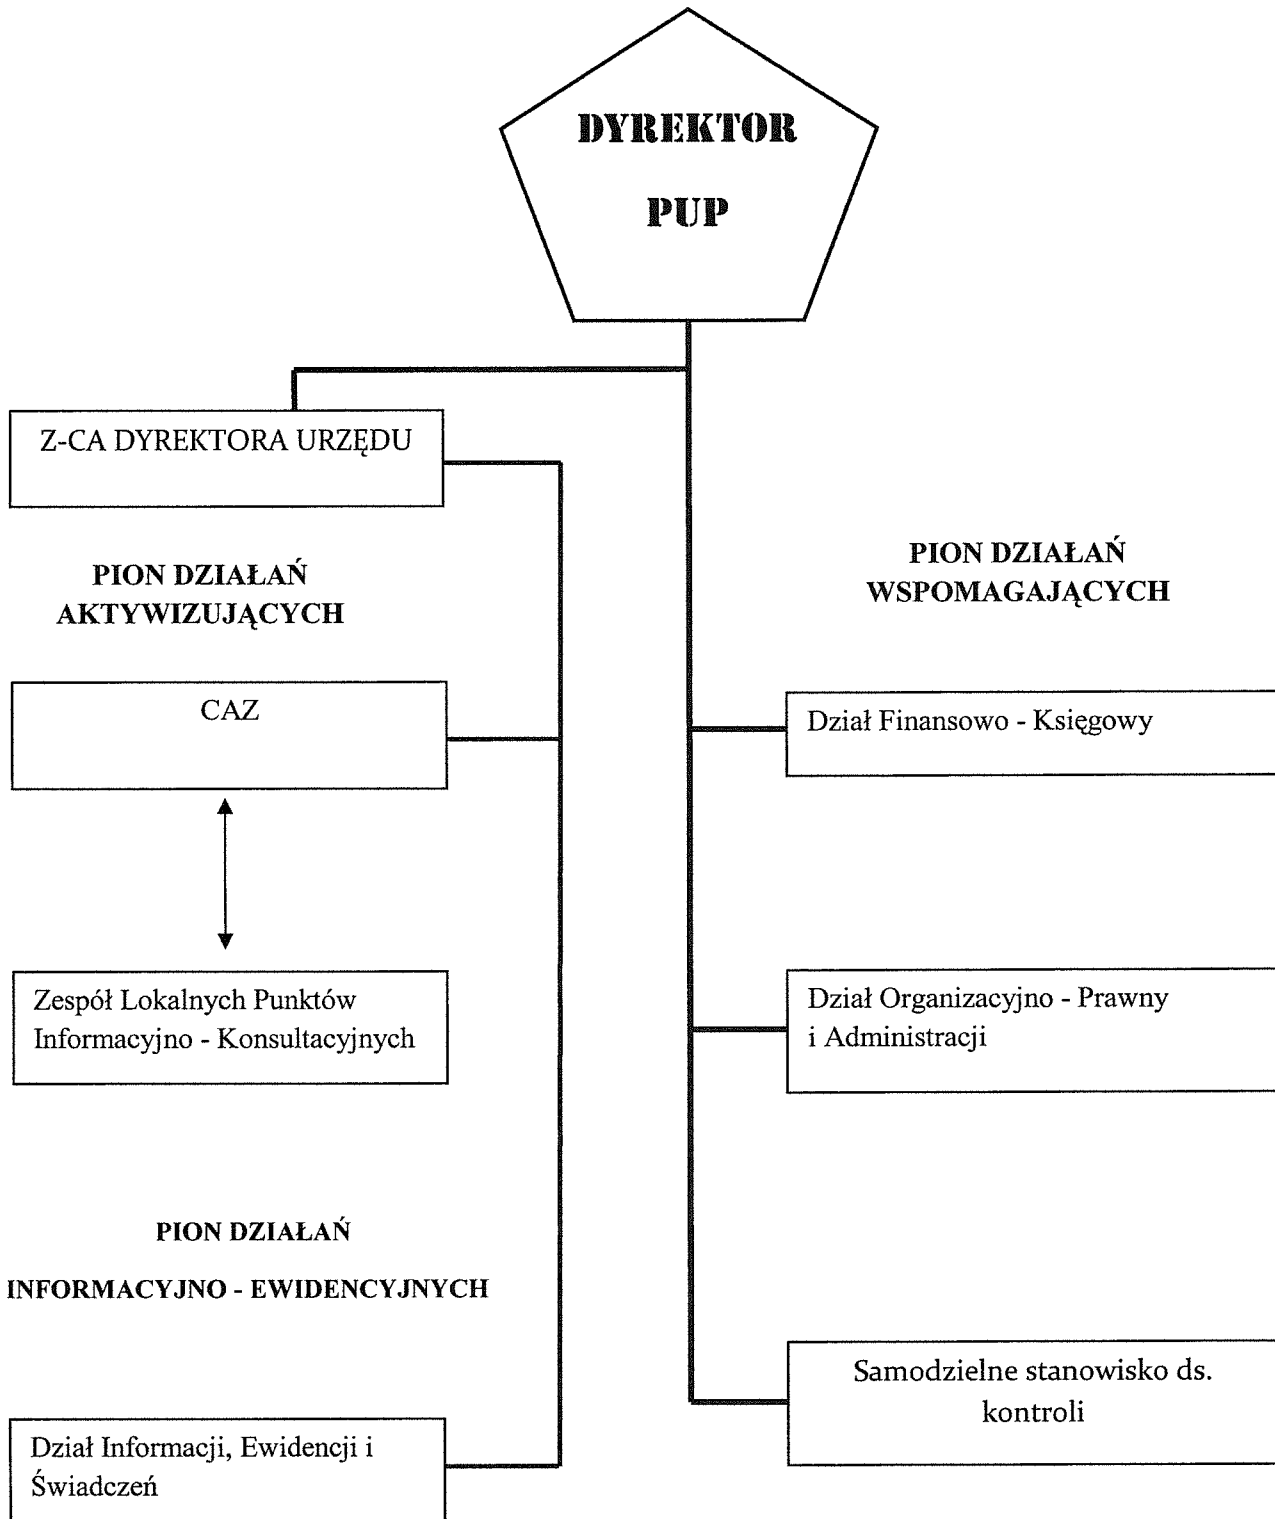 DYREKTOR
PUP
Z-CA DYREKTORA URZĘDU
PION DZIAŁAŃ
AKTYWIZUJĄCYCH
CAZ
Zespół Lokalnych Punktów
Informacyjno - Konsultacyjnych
PION DZIAŁAŃ
INFORMACYJNO - EWIDENCYJNYCH
Dział Informacji, Ewidencji i
Świadczeń
PION DZIAŁAŃ
WSPOMAGAJĄCYCH
Dział Finansowo - Księgowy
Dział Organizacyjno - Prawny
i Administracji
Samodzielne stanowisko ds.
kontroli